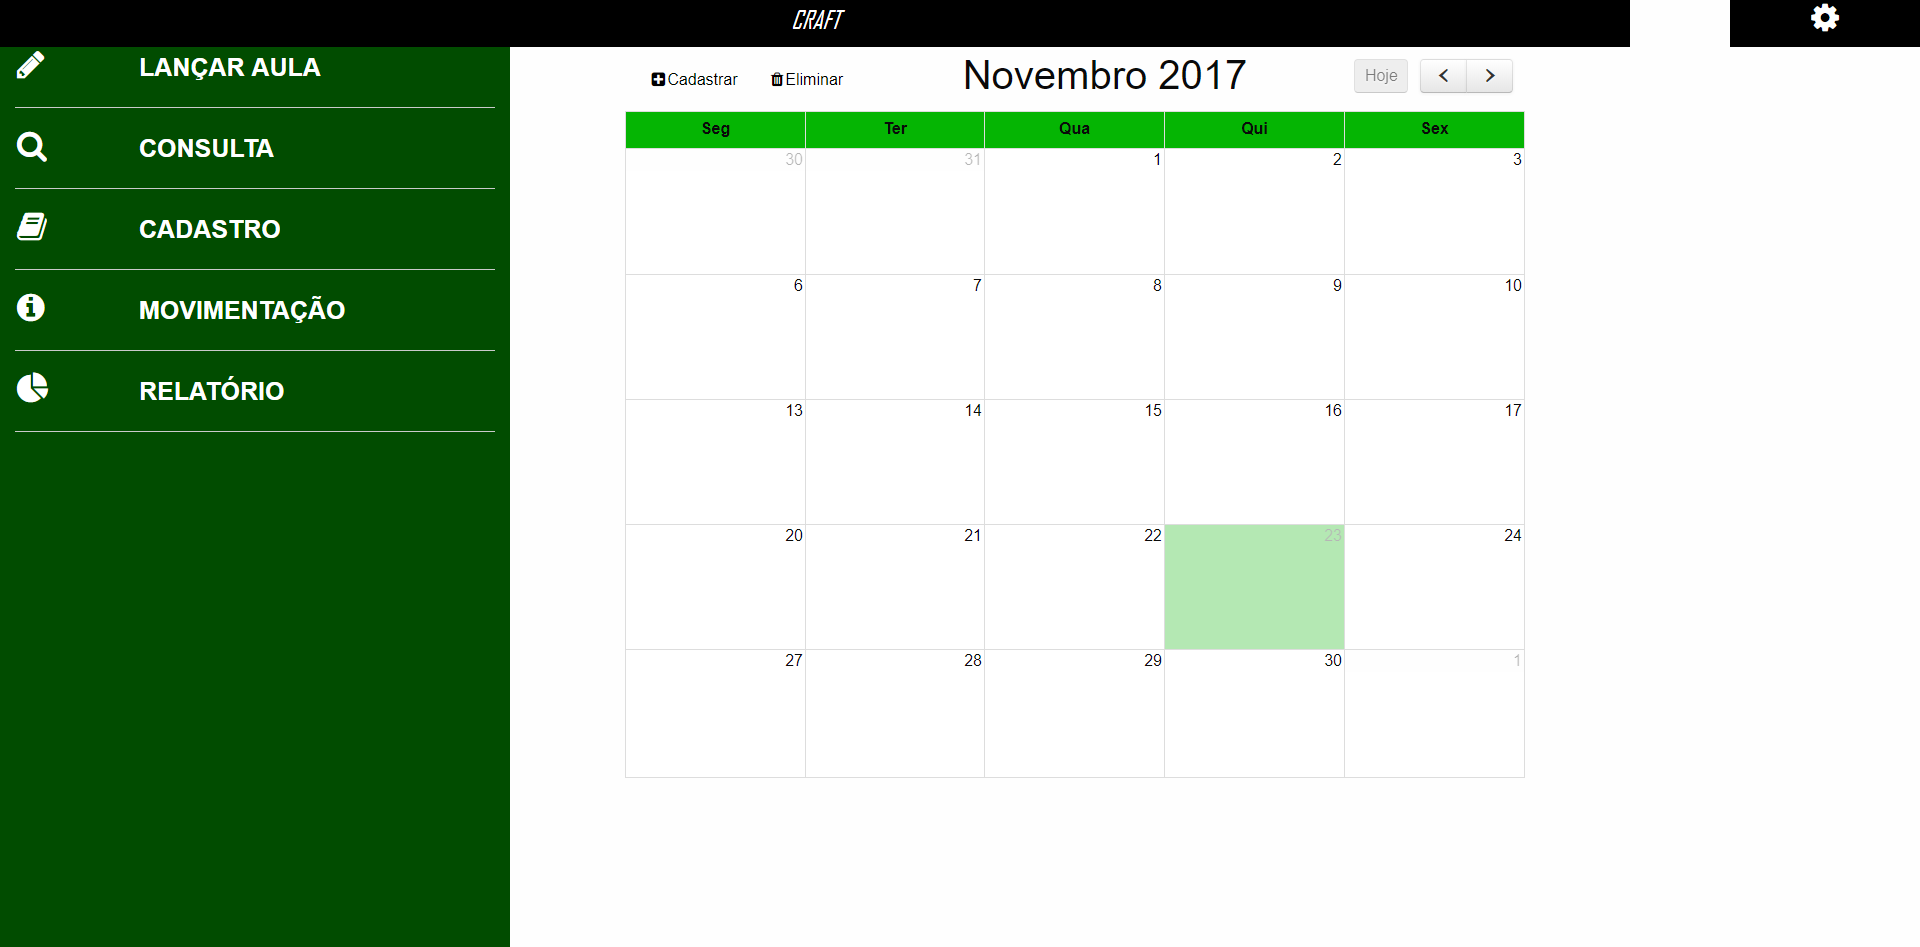 CRAFT
LANÇAR AULA
CONSULTA
CADASTRO
MOVIMENTAÇÃO
RELATÓRIO
Cadastrar Eliminar Novembro 2017 Hoje
Seg Ter Qua Qui Sex
30 31 1 2 3
6 7 8 9 10
13 14 15 16 17
20 21 22 23 24
27 28 29 30 1